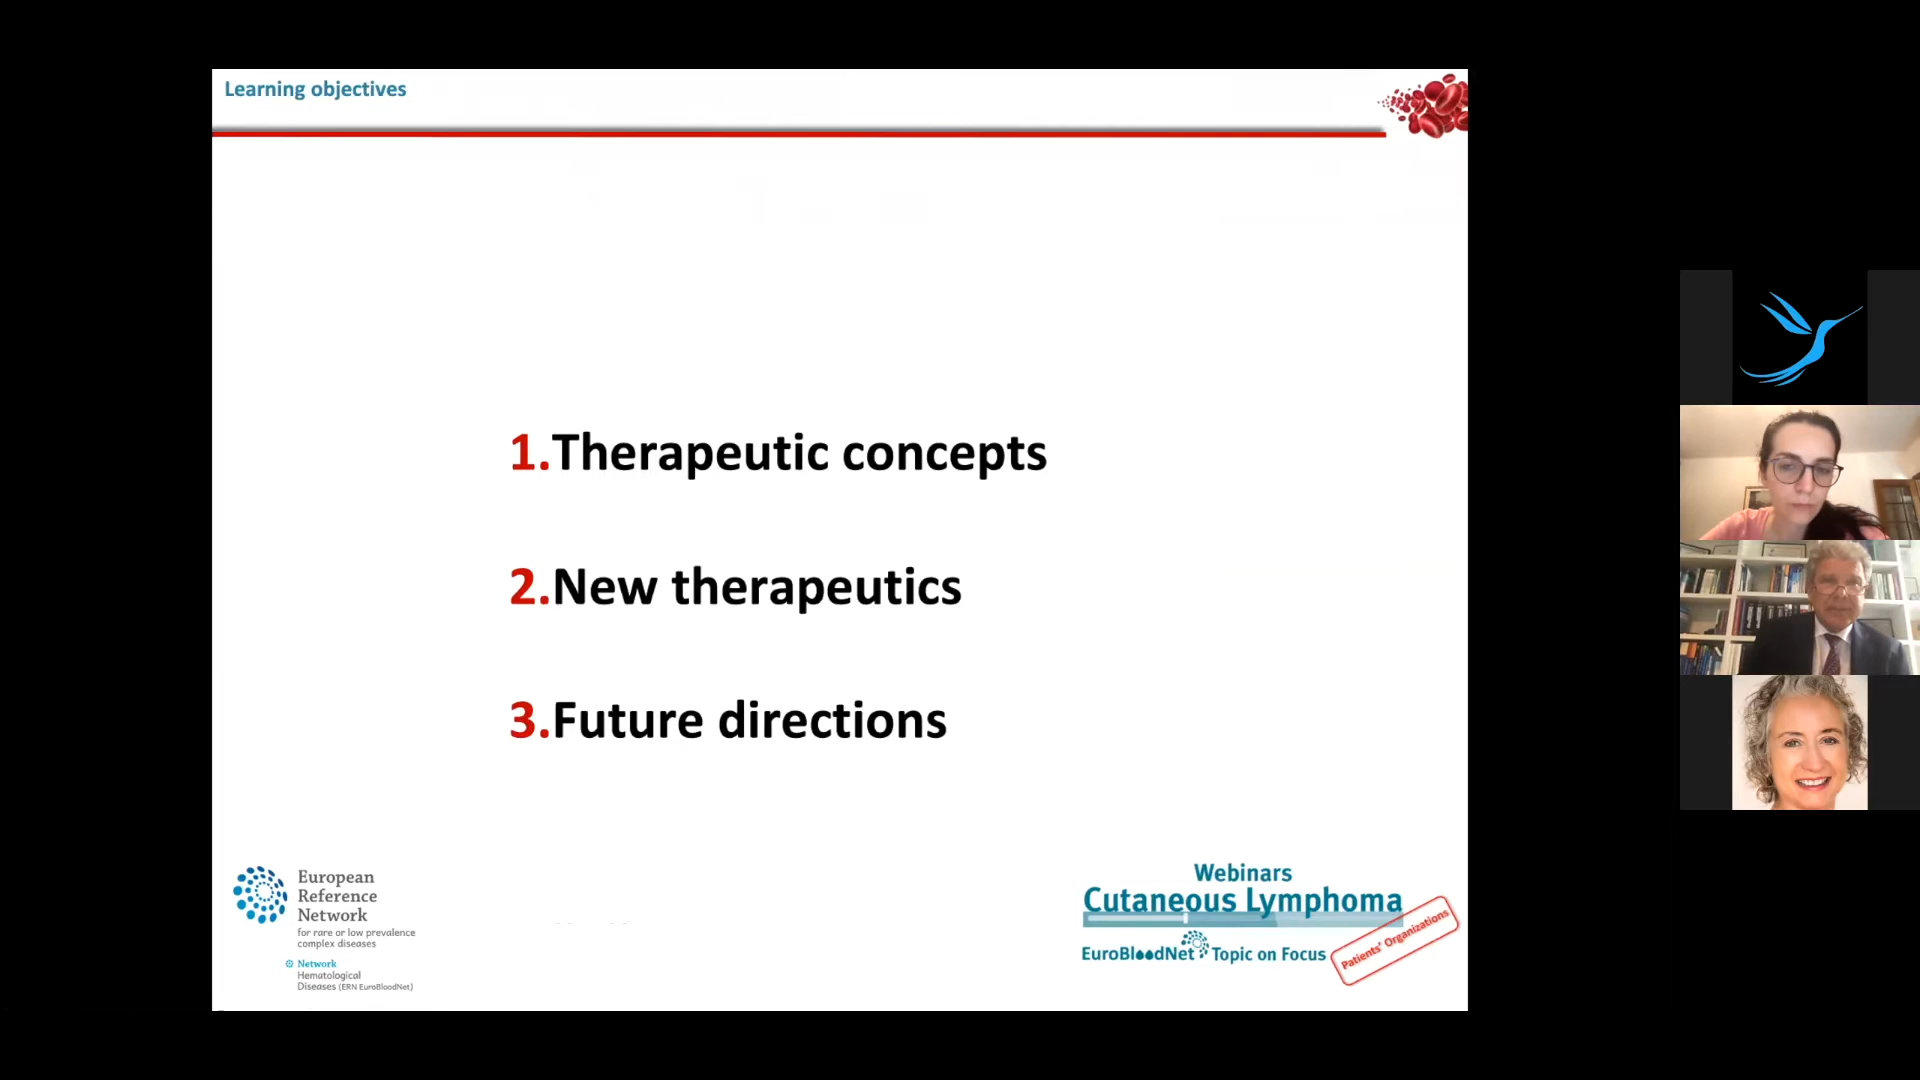 Learning objectives
1.Therapeutic concepts
2.New therapeutics
3.Future directions
European
Reference
Network
for rare or low prevalence
complex diseases
Network
Hematological
Diseases (ERN EuroBloodNet)
Webinars
Cutaneous Lymphoma
EuroBloodNet Topic on Focus
Patients' Organizations